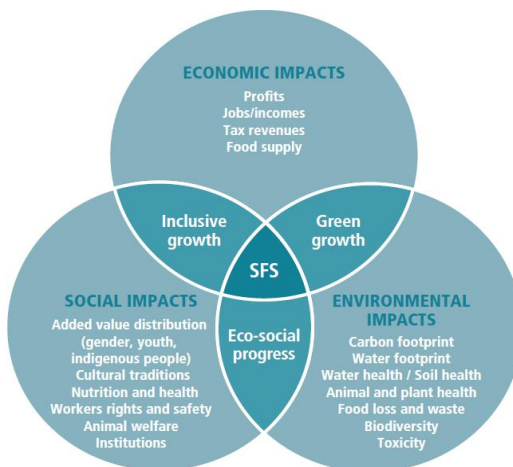 ECONOMIC IMPACTS
Profits
Jobs/incomes
Tax revenues
Food supply
Inclusive
growth
Green
growth
SFS
SOCIAL IMPACTS
Added value distribution
(gender, youth,
indigenous people)
Cultural traditions
Nutrition and health
Workers rights and safety
Animal welfare
Institutions
Eco-social
progress
ENVIRONMENTAL
IMPACTS
Carbon footprint
Water footprint
Water health / Soil health
Animal and plant health
Food loss and waste
Biodiversity
Toxicity